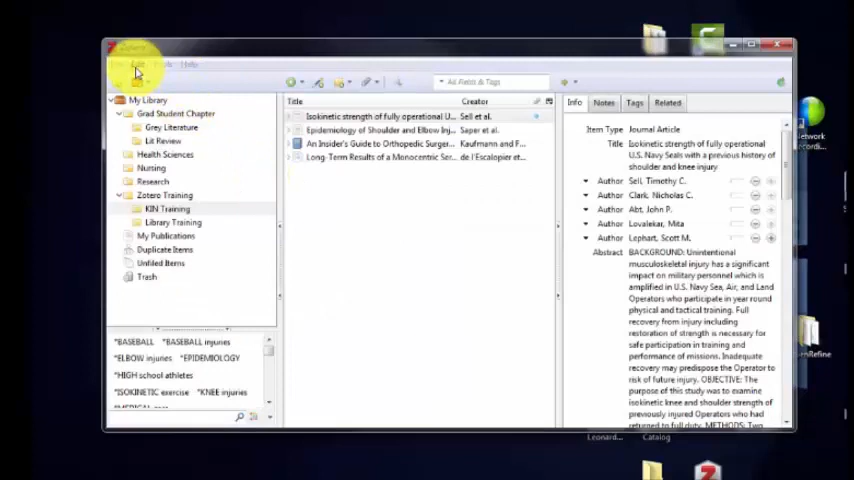 Zotero
Edit Tools Help
All Fields & Tags
My Library
Grad Student Chapter
Grey Literature
Lit Review
Health Sciences
Nursing
Research
Zotero Training
KIN Training
Library Training
My Publications
Duplicate Items
Unfiled Items
Trash
*BASEBALL *BASEBALL injuries
*ELBOW injuries *EPIDEMIOLOGY
*HIGH school athletes
*ISOKINETIC exercise *KNEE injuries
Title Creator
Isokinetic strength of fully operational U... Sell et al.
Epidemiology of Shoulder and Elbow Inj... Saper et al.
An Insider's Guide to Orthopedic Surger... Kaufmann and F...
Long-Term Results of a Monocentric Ser... de l'Escalopier et...
Info Notes Tags Related
Item Type Journal Article
Title Isokinetic strength of fully operational
U.S. Navy Seals with a previous history of
shoulder and knee injury
Author Sell, Timothy C.
Author Clark, Nicholas C.
Author Abt, John P.
Author Lovalekar, Mita
Author Lephart, Scott M.
Abstract BACKGROUND: Unintentional
musculoskeletal injury has a significant
impact on military personnel which is
amplified in U.S. Navy Sea, Air, and Land
Operators who participate in year round
physical and tactical training. Full
recovery from injury including
restoration of strength is necessary for
safe participation in training and
performance of missions. Inadequate
recovery may predispose the Operator to
risk of future injury. OBJECTIVE: The
purpose of this study was to examine
isokinetic knee and shoulder strength of
previously injured Operators who had
returned to full duty. METHODS: Two
Network
Recordi...
Leonard... Catalog